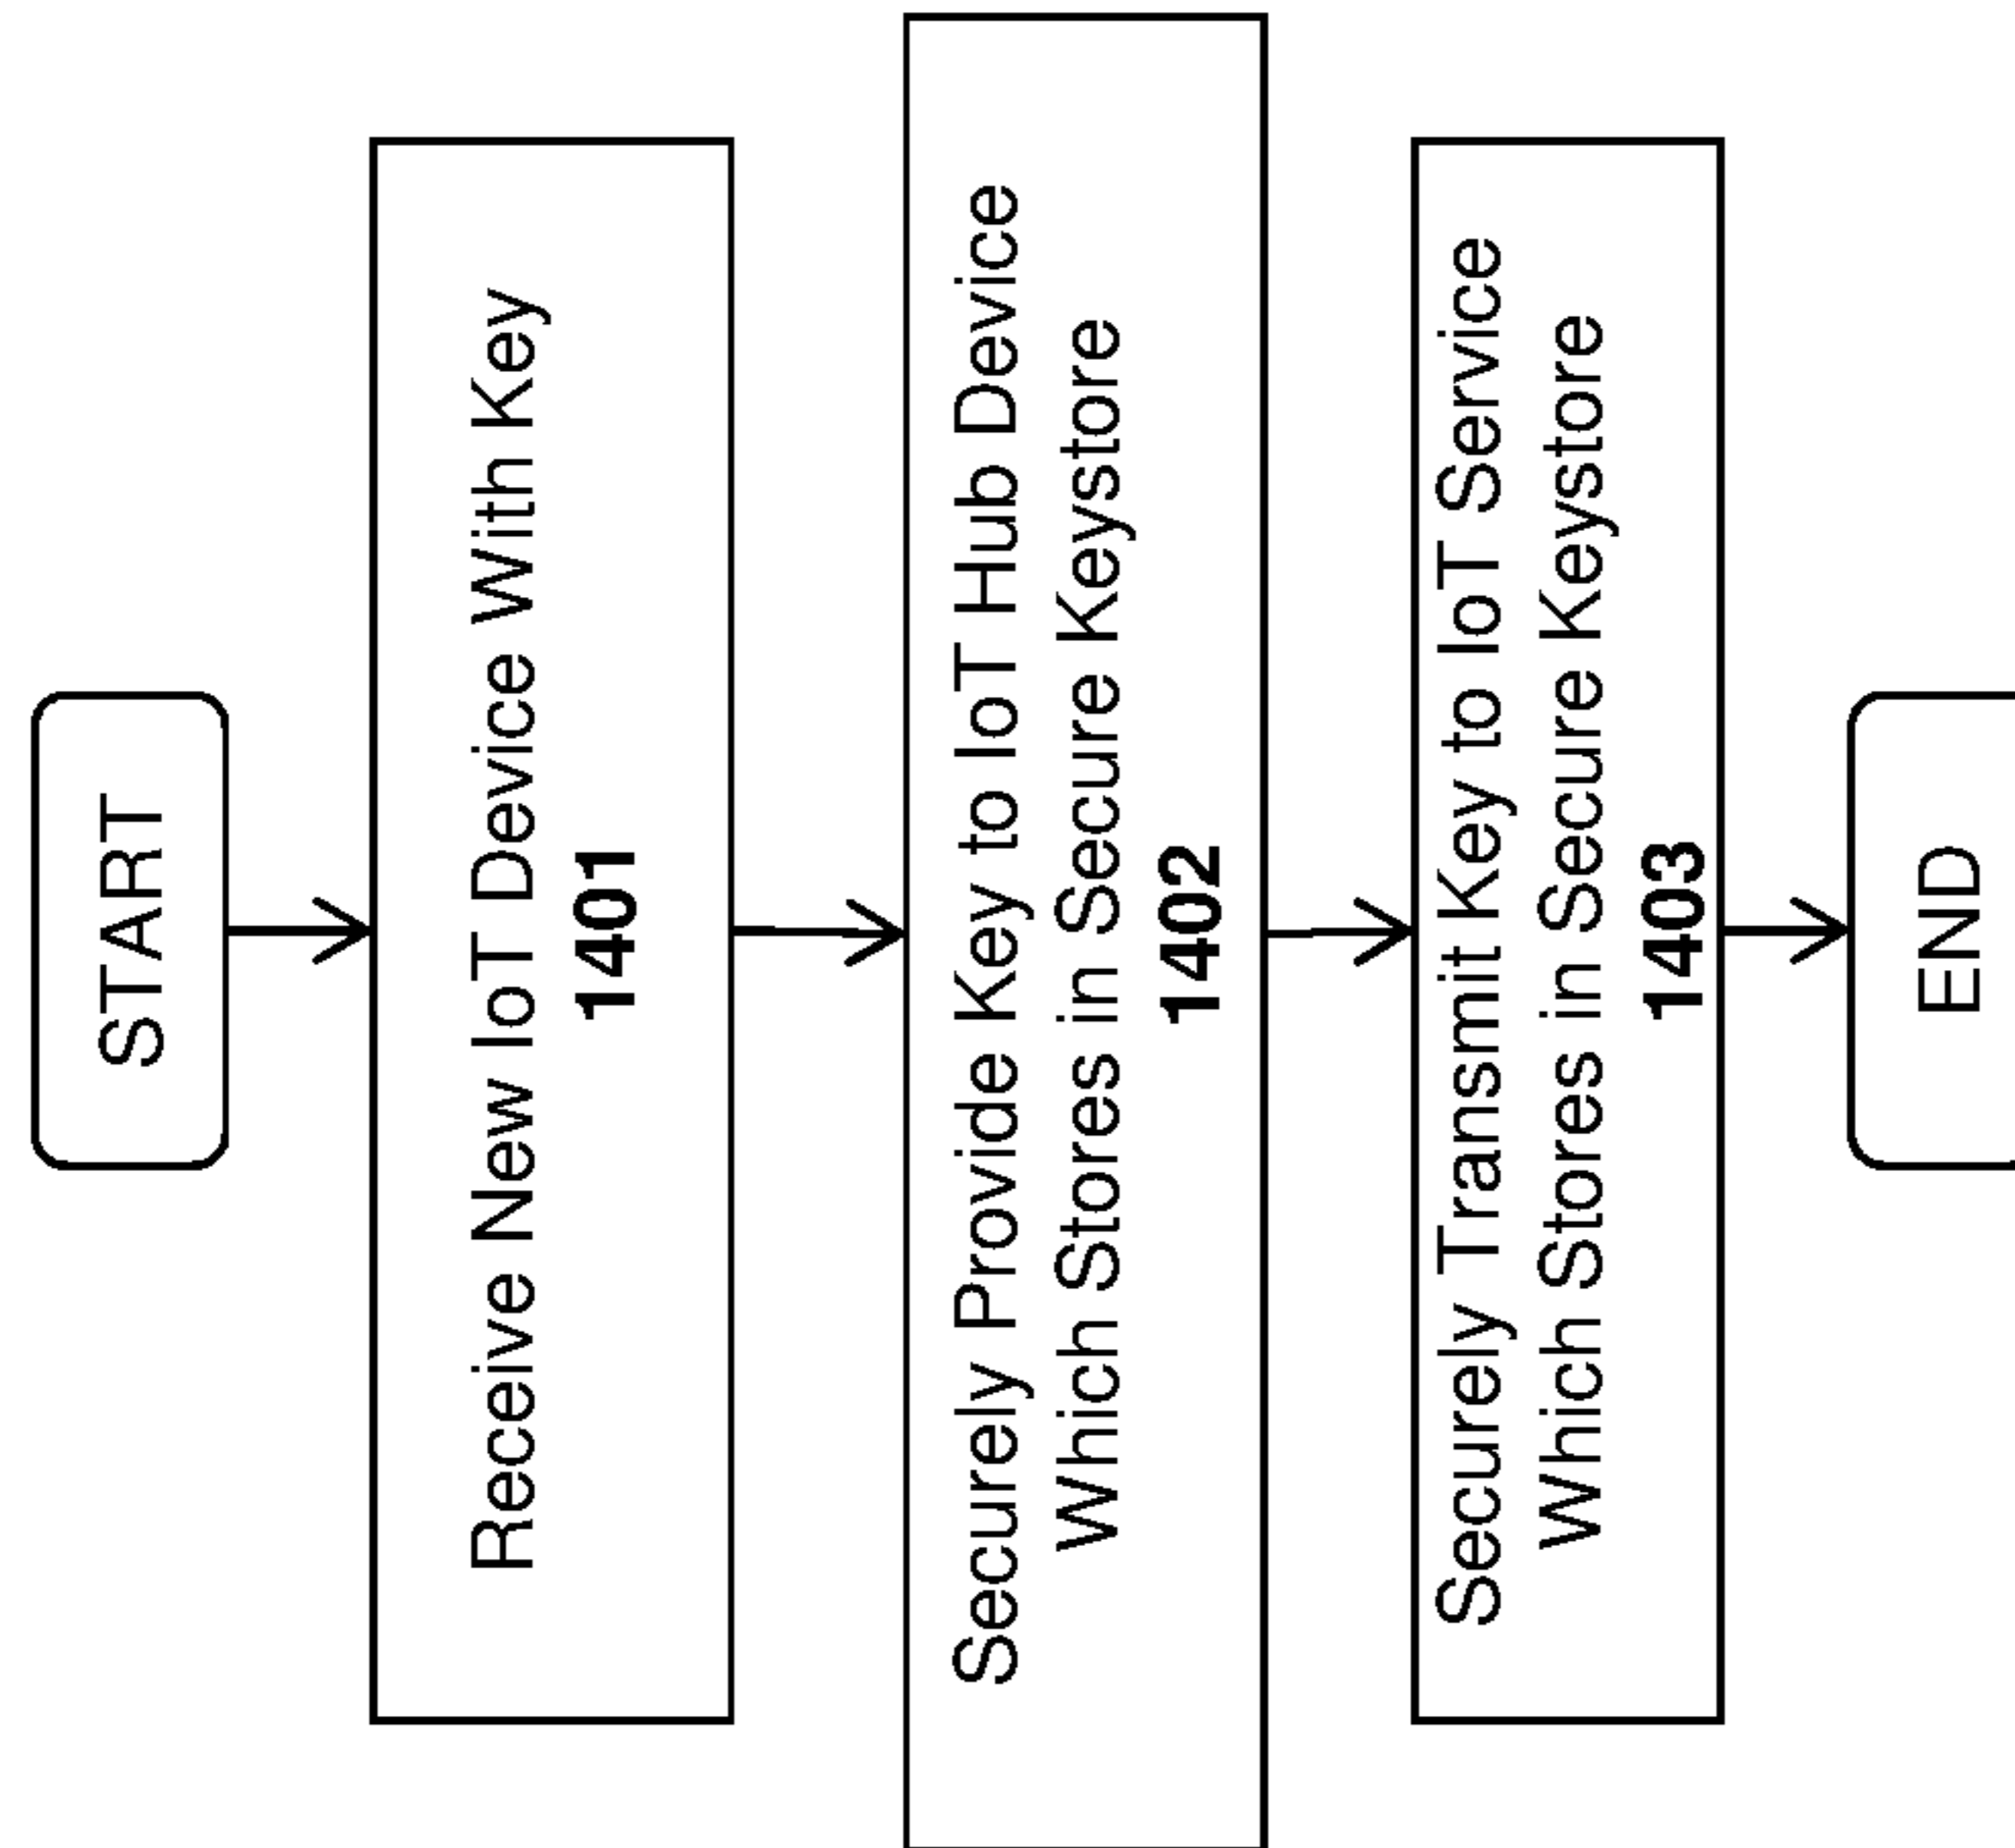 START
Receive New IoT Device With Key
1401
Securely Provide Key to IoT Hub Device
Which Stores in Secure Keystore
1402
Securely Transmit Key to IoT Service
Which Stores in Secure Keystore
1403
END